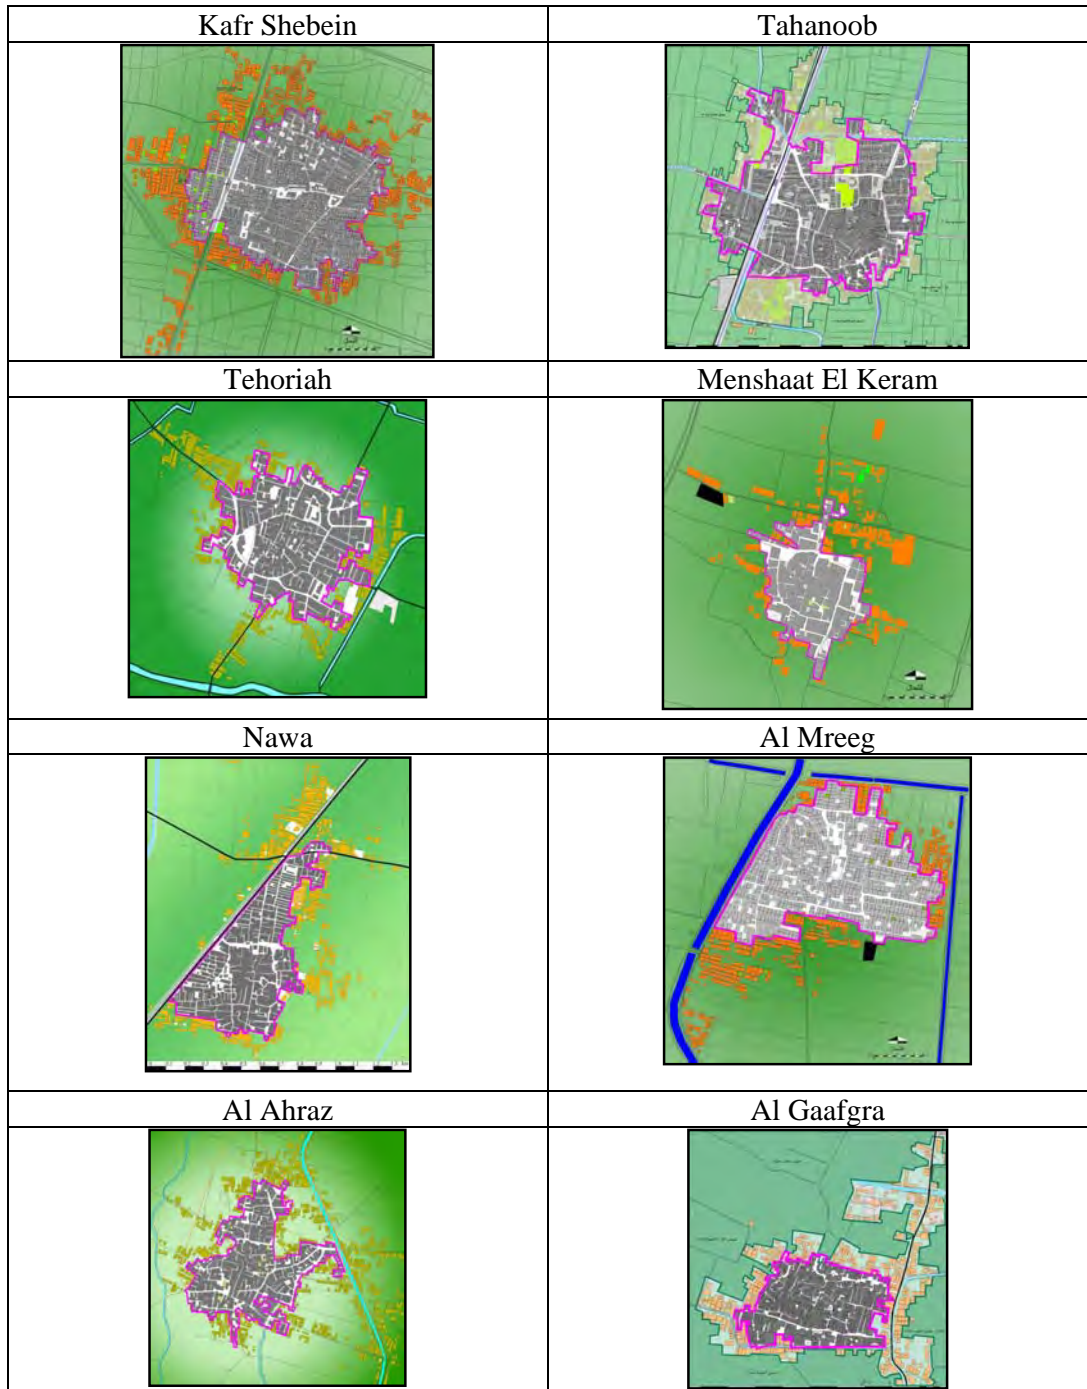 Kafr Shebein
Tahanoob
Tehoriah
Menshaat El Keram
Nawa
Al Mreeg
Al Ahraz
Al Gaafgra